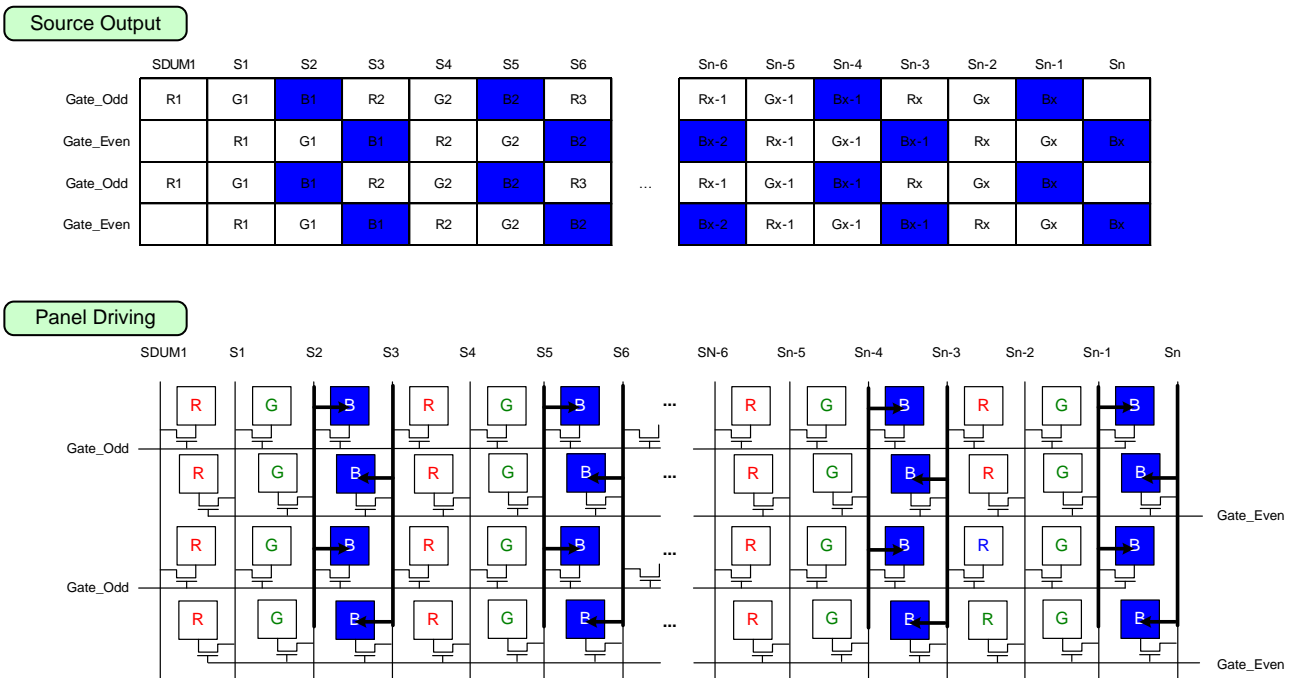 Source Output
SDUM1 S1 S2 S3 S4 S5 S6 Sn-6 Sn-5 Sn-4 Sn-3 Sn-2 Sn-1 Sn
Gate_Odd R1 G1 B1 R2 G2 B2 R3 Rx-1 Gx-1 Bx-1 Rx Gx Bx
Gate_Even R1 G1 B1 R2 G2 B2 Bx-2 Rx-1 Gx-1 Bx-1 Rx Gx Bx
Gate_Odd R1 G1 B1 R2 G2 B2 R3 ... Rx-1 Gx-1 Bx-1 Rx Gx Bx
Gate_Even R1 G1 B1 R2 G2 B2 Bx-2 Rx-1 Gx-1 Bx-1 Rx Gx Bx
Panel Driving
SDUM1 S1 S2 S3 S4 S5 S6 SN-6 Sn-5 Sn-4 Sn-3 Sn-2 Sn-1 Sn
R G B R G B ... R G B R G B
Gate_Odd
R G B R G B ... R G B R G B
Gate_Even
R G B R G B ... R G B R G B
Gate_Odd
R G B R G B ... R G B R G B
Gate_Even